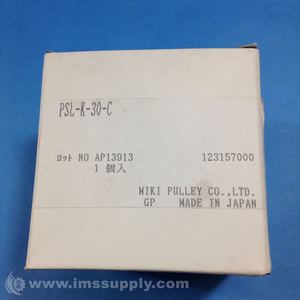 PSL-K-30-C
ロット NO AP13913 123157000
1 個入
MIKI PULLEY CO.,LTD.
GP MADE IN JAPAN
© www.imssupply.com